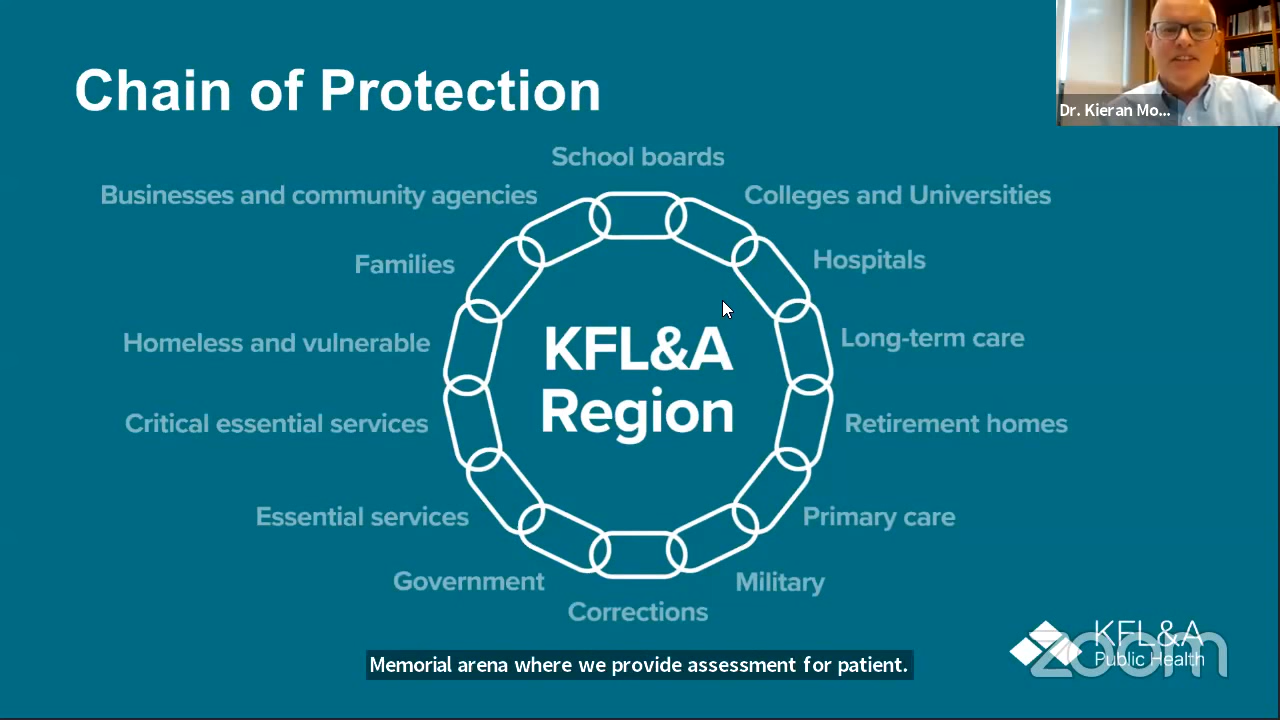 Chain of Protection
Dr. Kieran Mo...
School boards
Businesses and community agencies
Colleges and Universities
Families
Hospitals
Homeless and vulnerable
Long-term care
KFL&A
Region
Critical essential services
Retirement homes
Essential services
Primary care
Government
Military
Corrections
KFL&A
Public Health
zoom
Memorial arena where we provide assessment for patient.